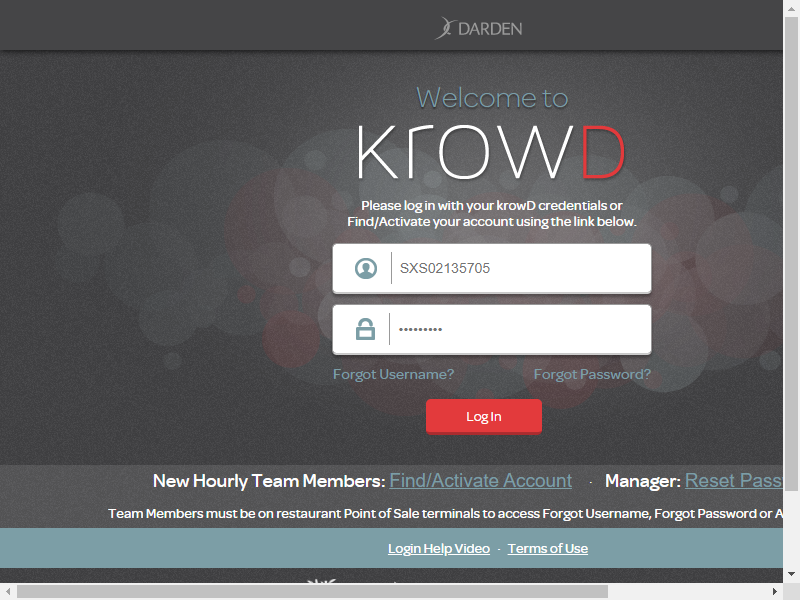 DARDEN
Welcome to
KrowD
Please log in with your krowD credentials or
Find/Activate your account using the link below.
SXS02135705
•••••••••
Forgot Username? Forgot Password?
Log In
New Hourly Team Members: Find/Activate Account · Manager: Reset Pass
Team Members must be on restaurant Point of Sale terminals to access Forgot Username, Forgot Password or A
Login Help Video - Terms of Use